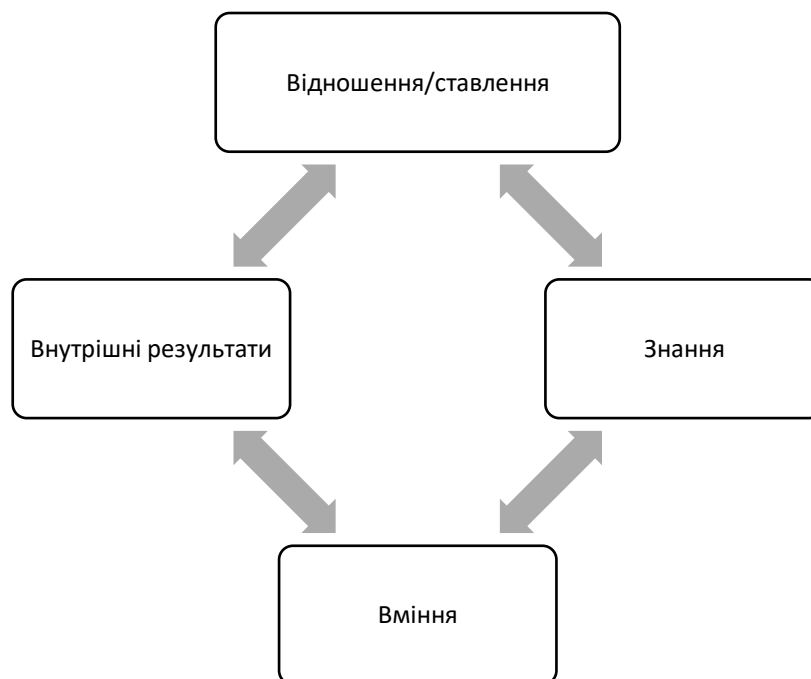 Відношення/ставлення
Внутрішні результати
Знання
Вміння